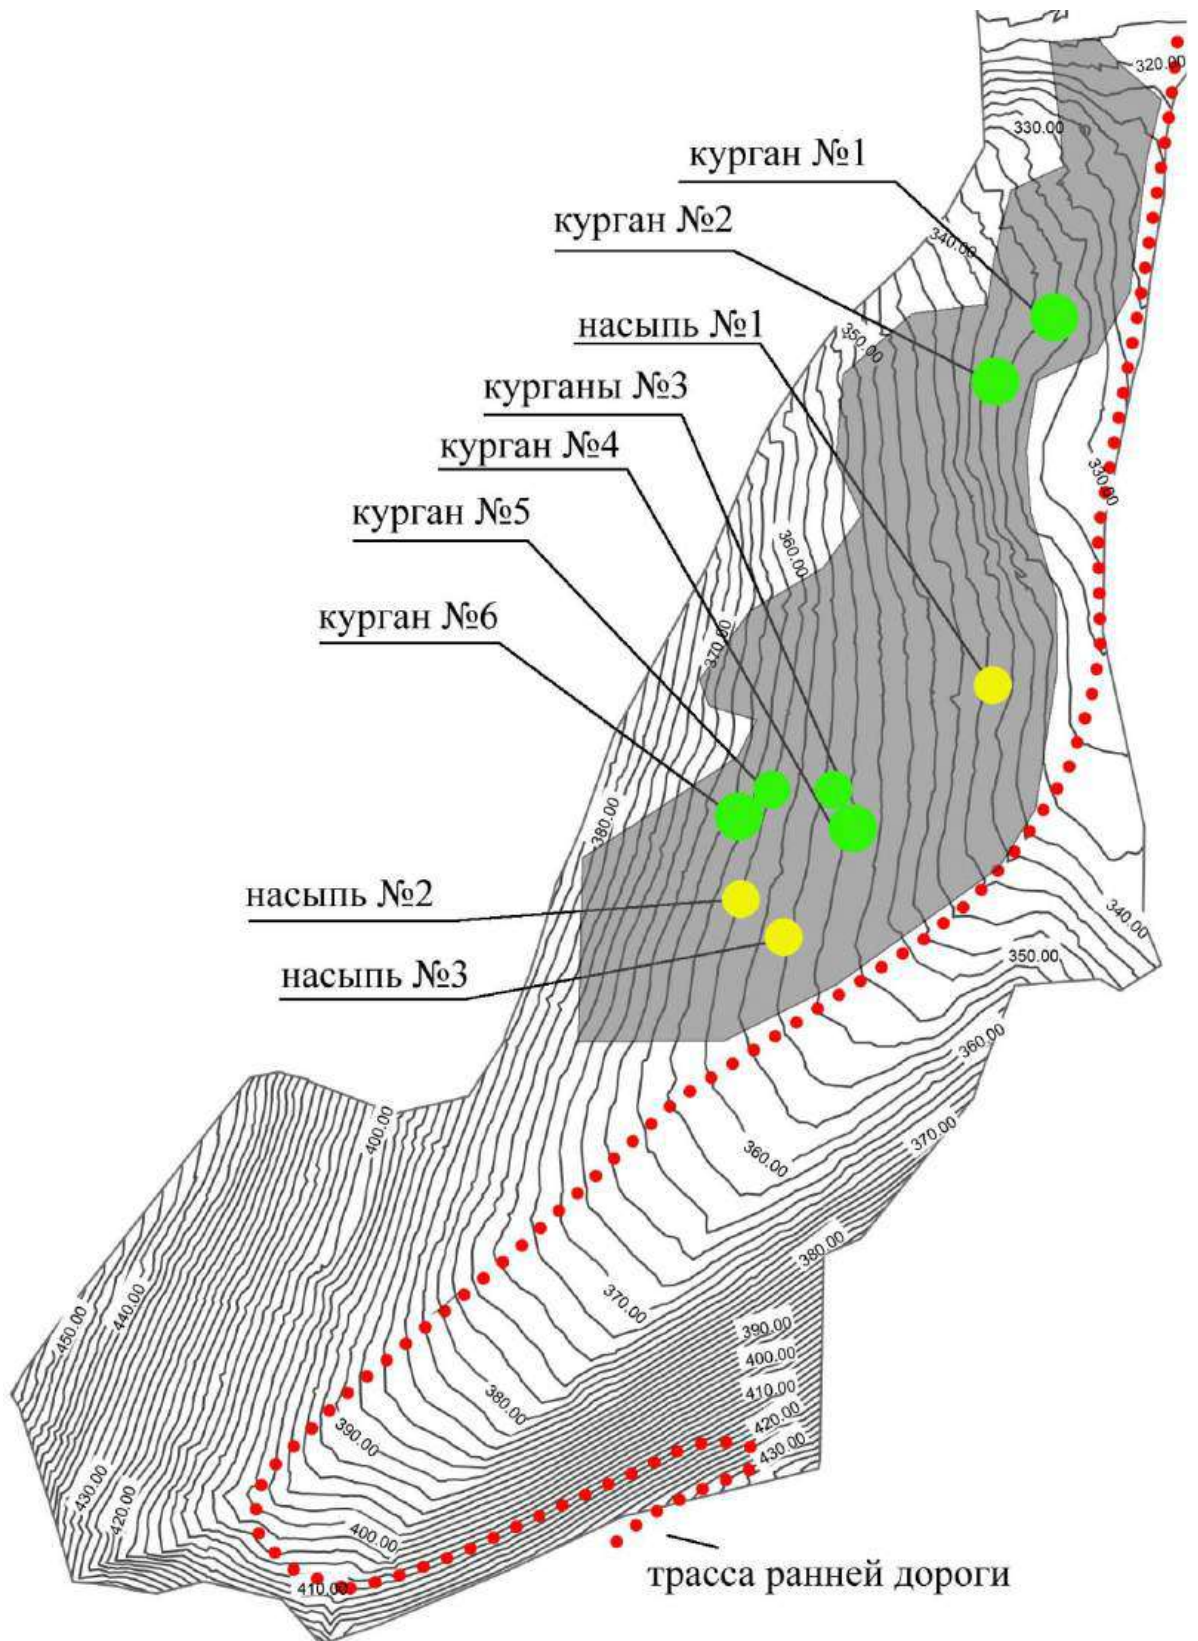 320.00
330.00
курган №1
курган №2
340.00
насыпь №1
350.00
курганы №3
курган №4
330.00
курган №5
360.00
курган №6
370.00
380.00
насыпь №2
340.00
350.00
насыпь №3
360.00
400.00
370.00
360.00
380.00
440.00
450.00
370.00
390.00
400.00
380.00
410.00
420.00
390.00
430.00
430.00
420.00
400.00
трасса ранней дороги
410.00